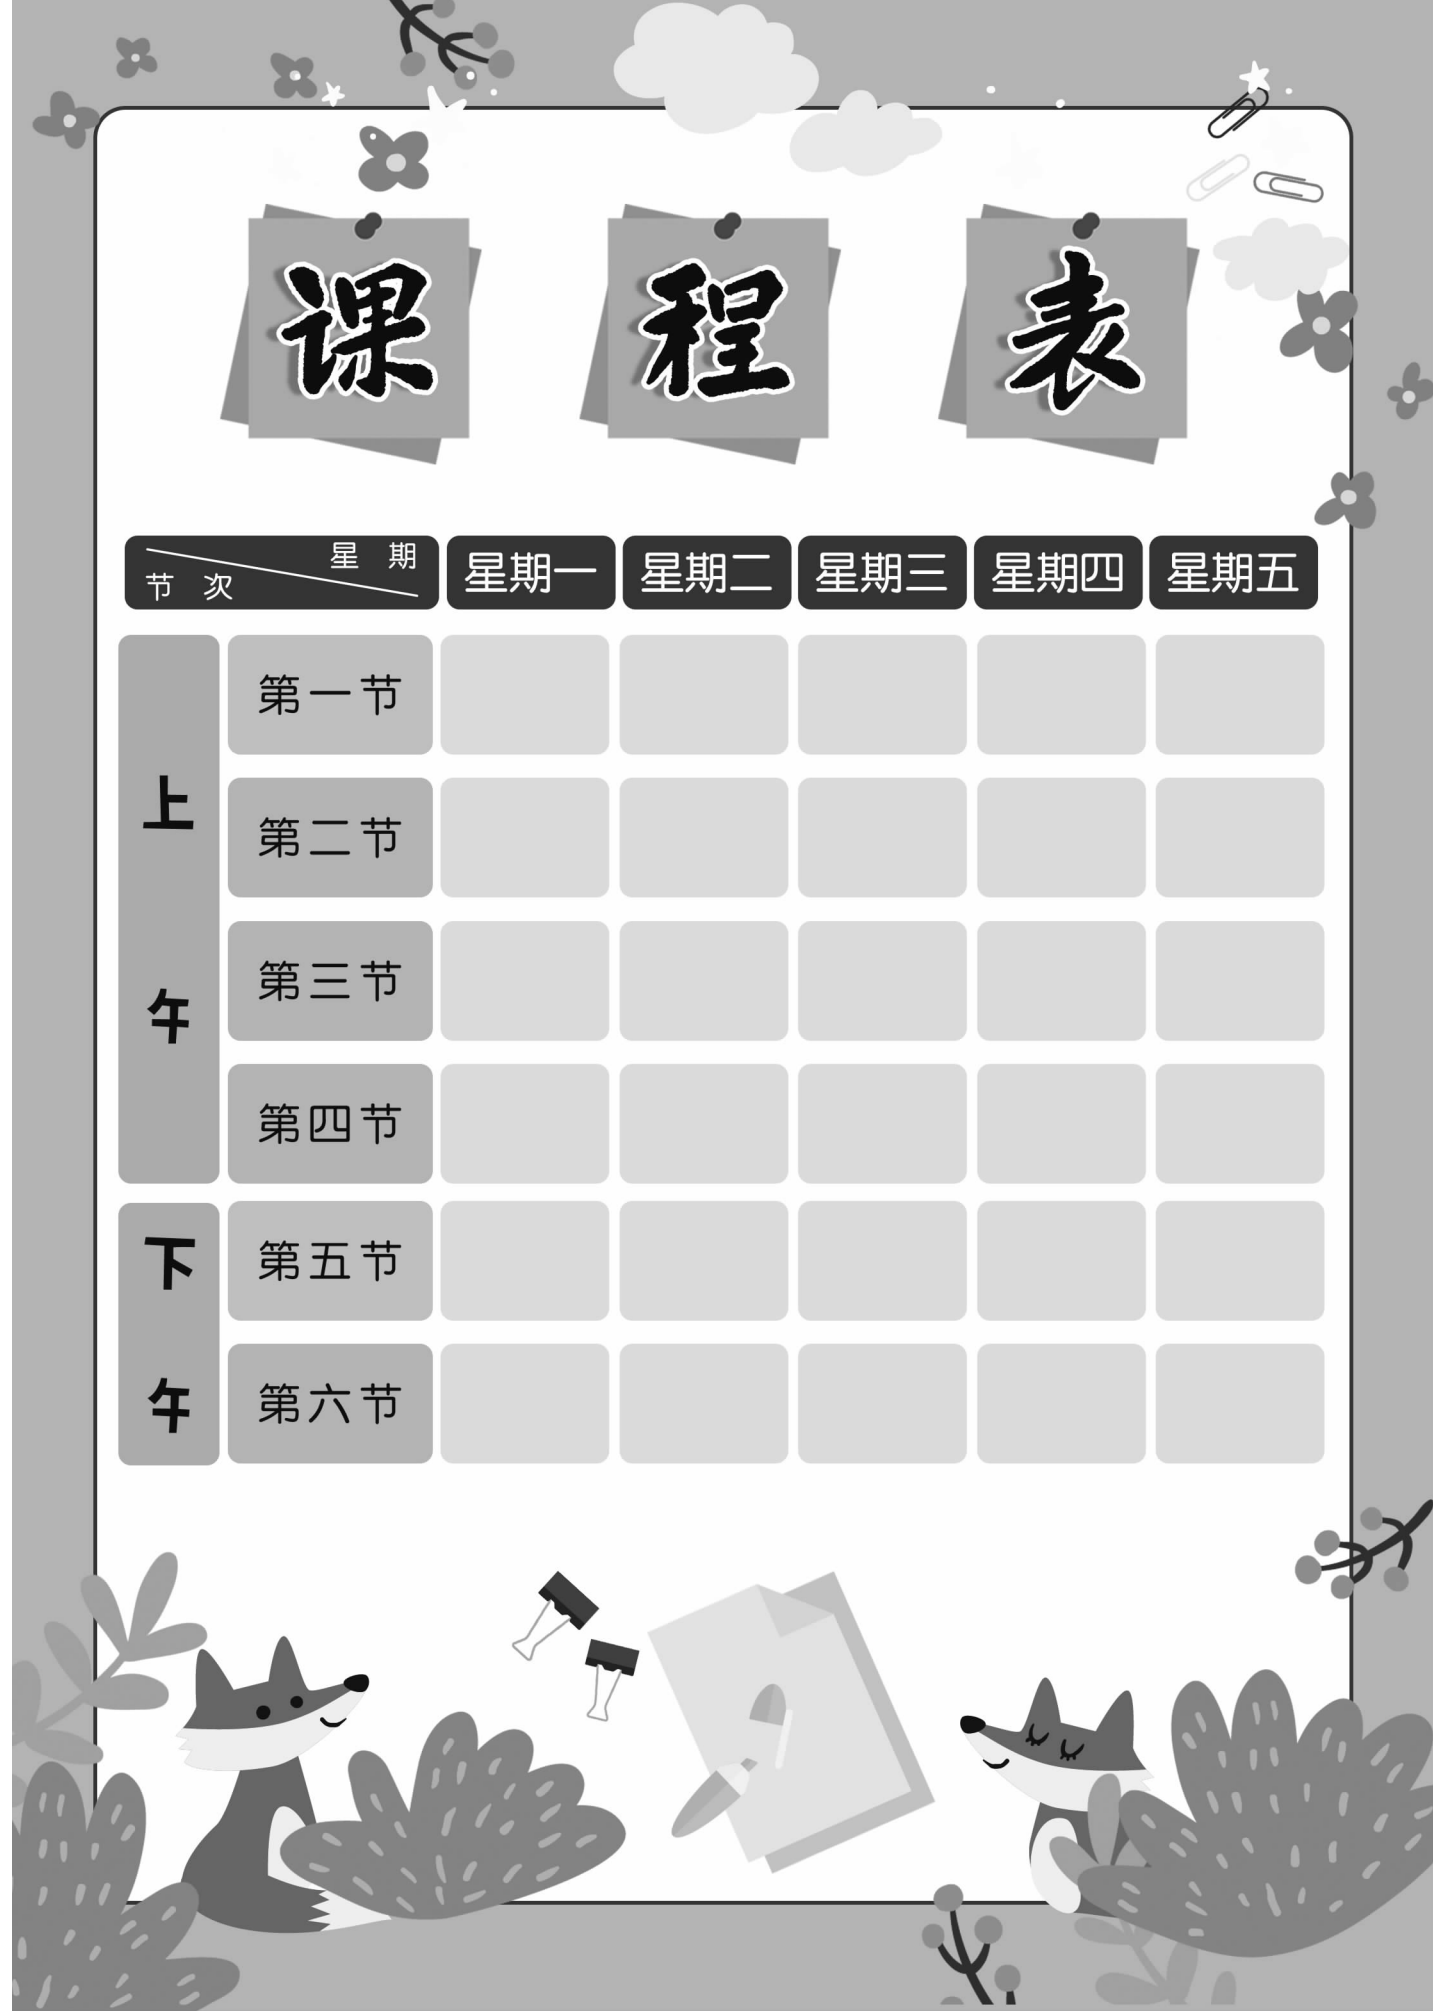 课程表
星期
节次
星期一 星期二 星期三 星期四 星期五
上午
第一节
第二节
第三节
第四节
下午
第五节
第六节